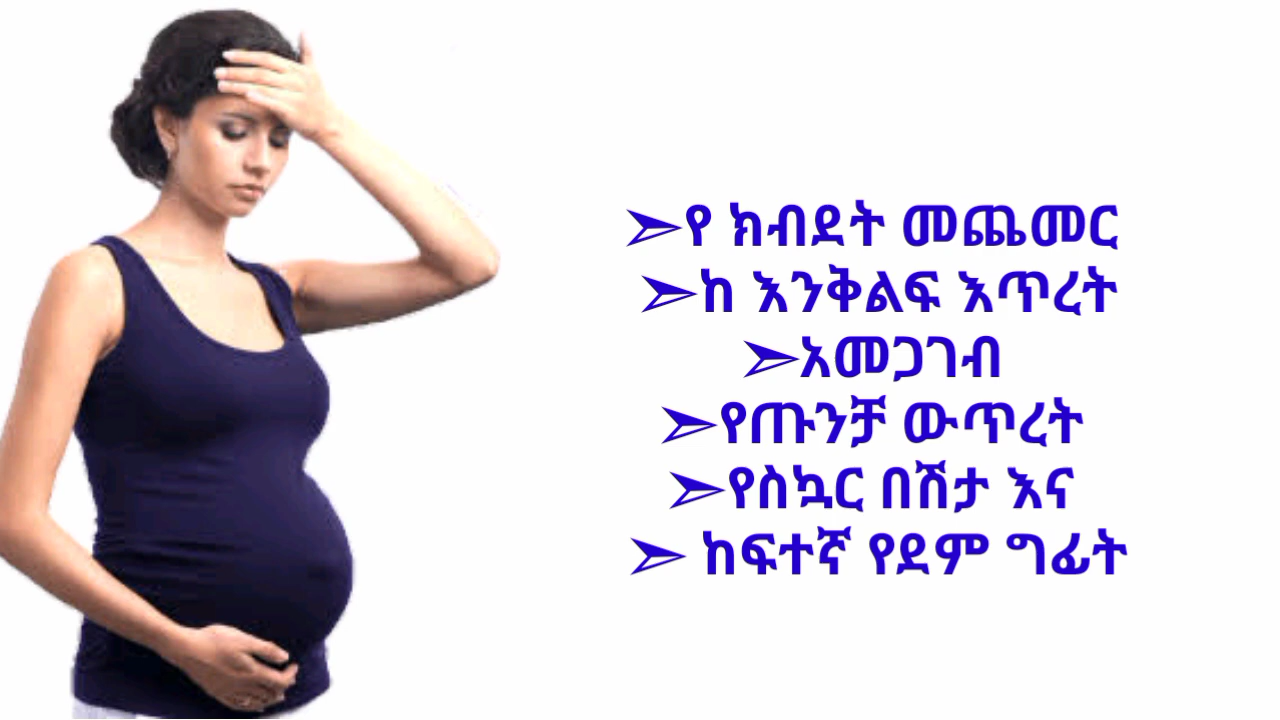 ➢የ ክብደት መጨመር
➢ከ እንቅልፍ እጥረት
➢አመጋገብ
➢የጡንቻ ውጥረት
➢የስኳር በሽታ እና
➢ ከፍተኛ የደም ግፊት